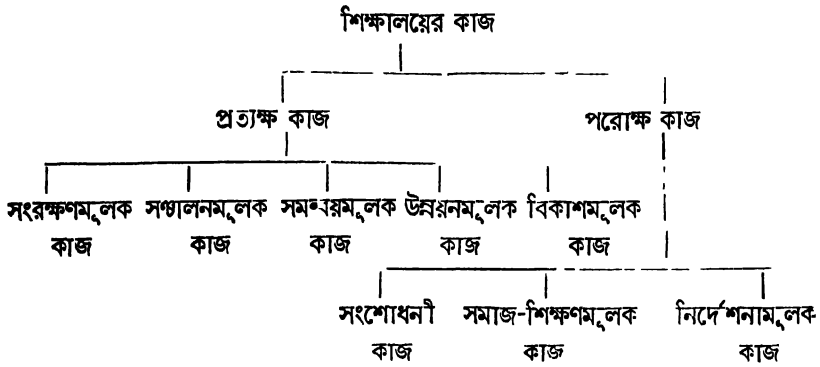 শিক্ষালয়ের কাজ
প্রত্যক্ষ কাজ পরোক্ষ কাজ
সংরক্ষণমূলক সঞ্চালনমূলক সমন্বয়মূলক উন্নয়নমূলক বিকাশমূলক
কাজ কাজ কাজ কাজ কাজ
সংশোধনী সমাজ-শিক্ষণমূলক নির্দেশনামূলক
কাজ কাজ কাজ